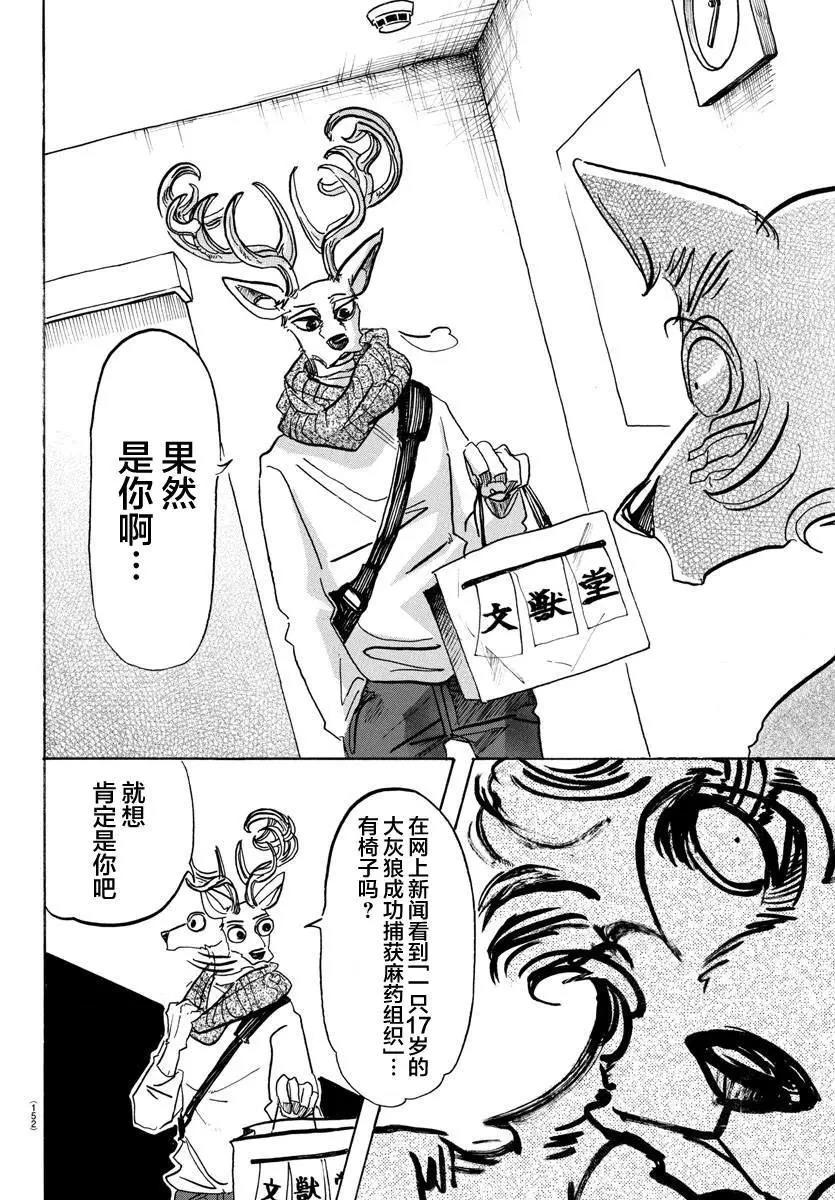 果然
是你啊…
文獣堂
在网上新闻看到「一只17岁的
大灰狼成功捕获麻药组织」…
有椅子吗?
就想
肯定是你吧
文獣堂
(152)